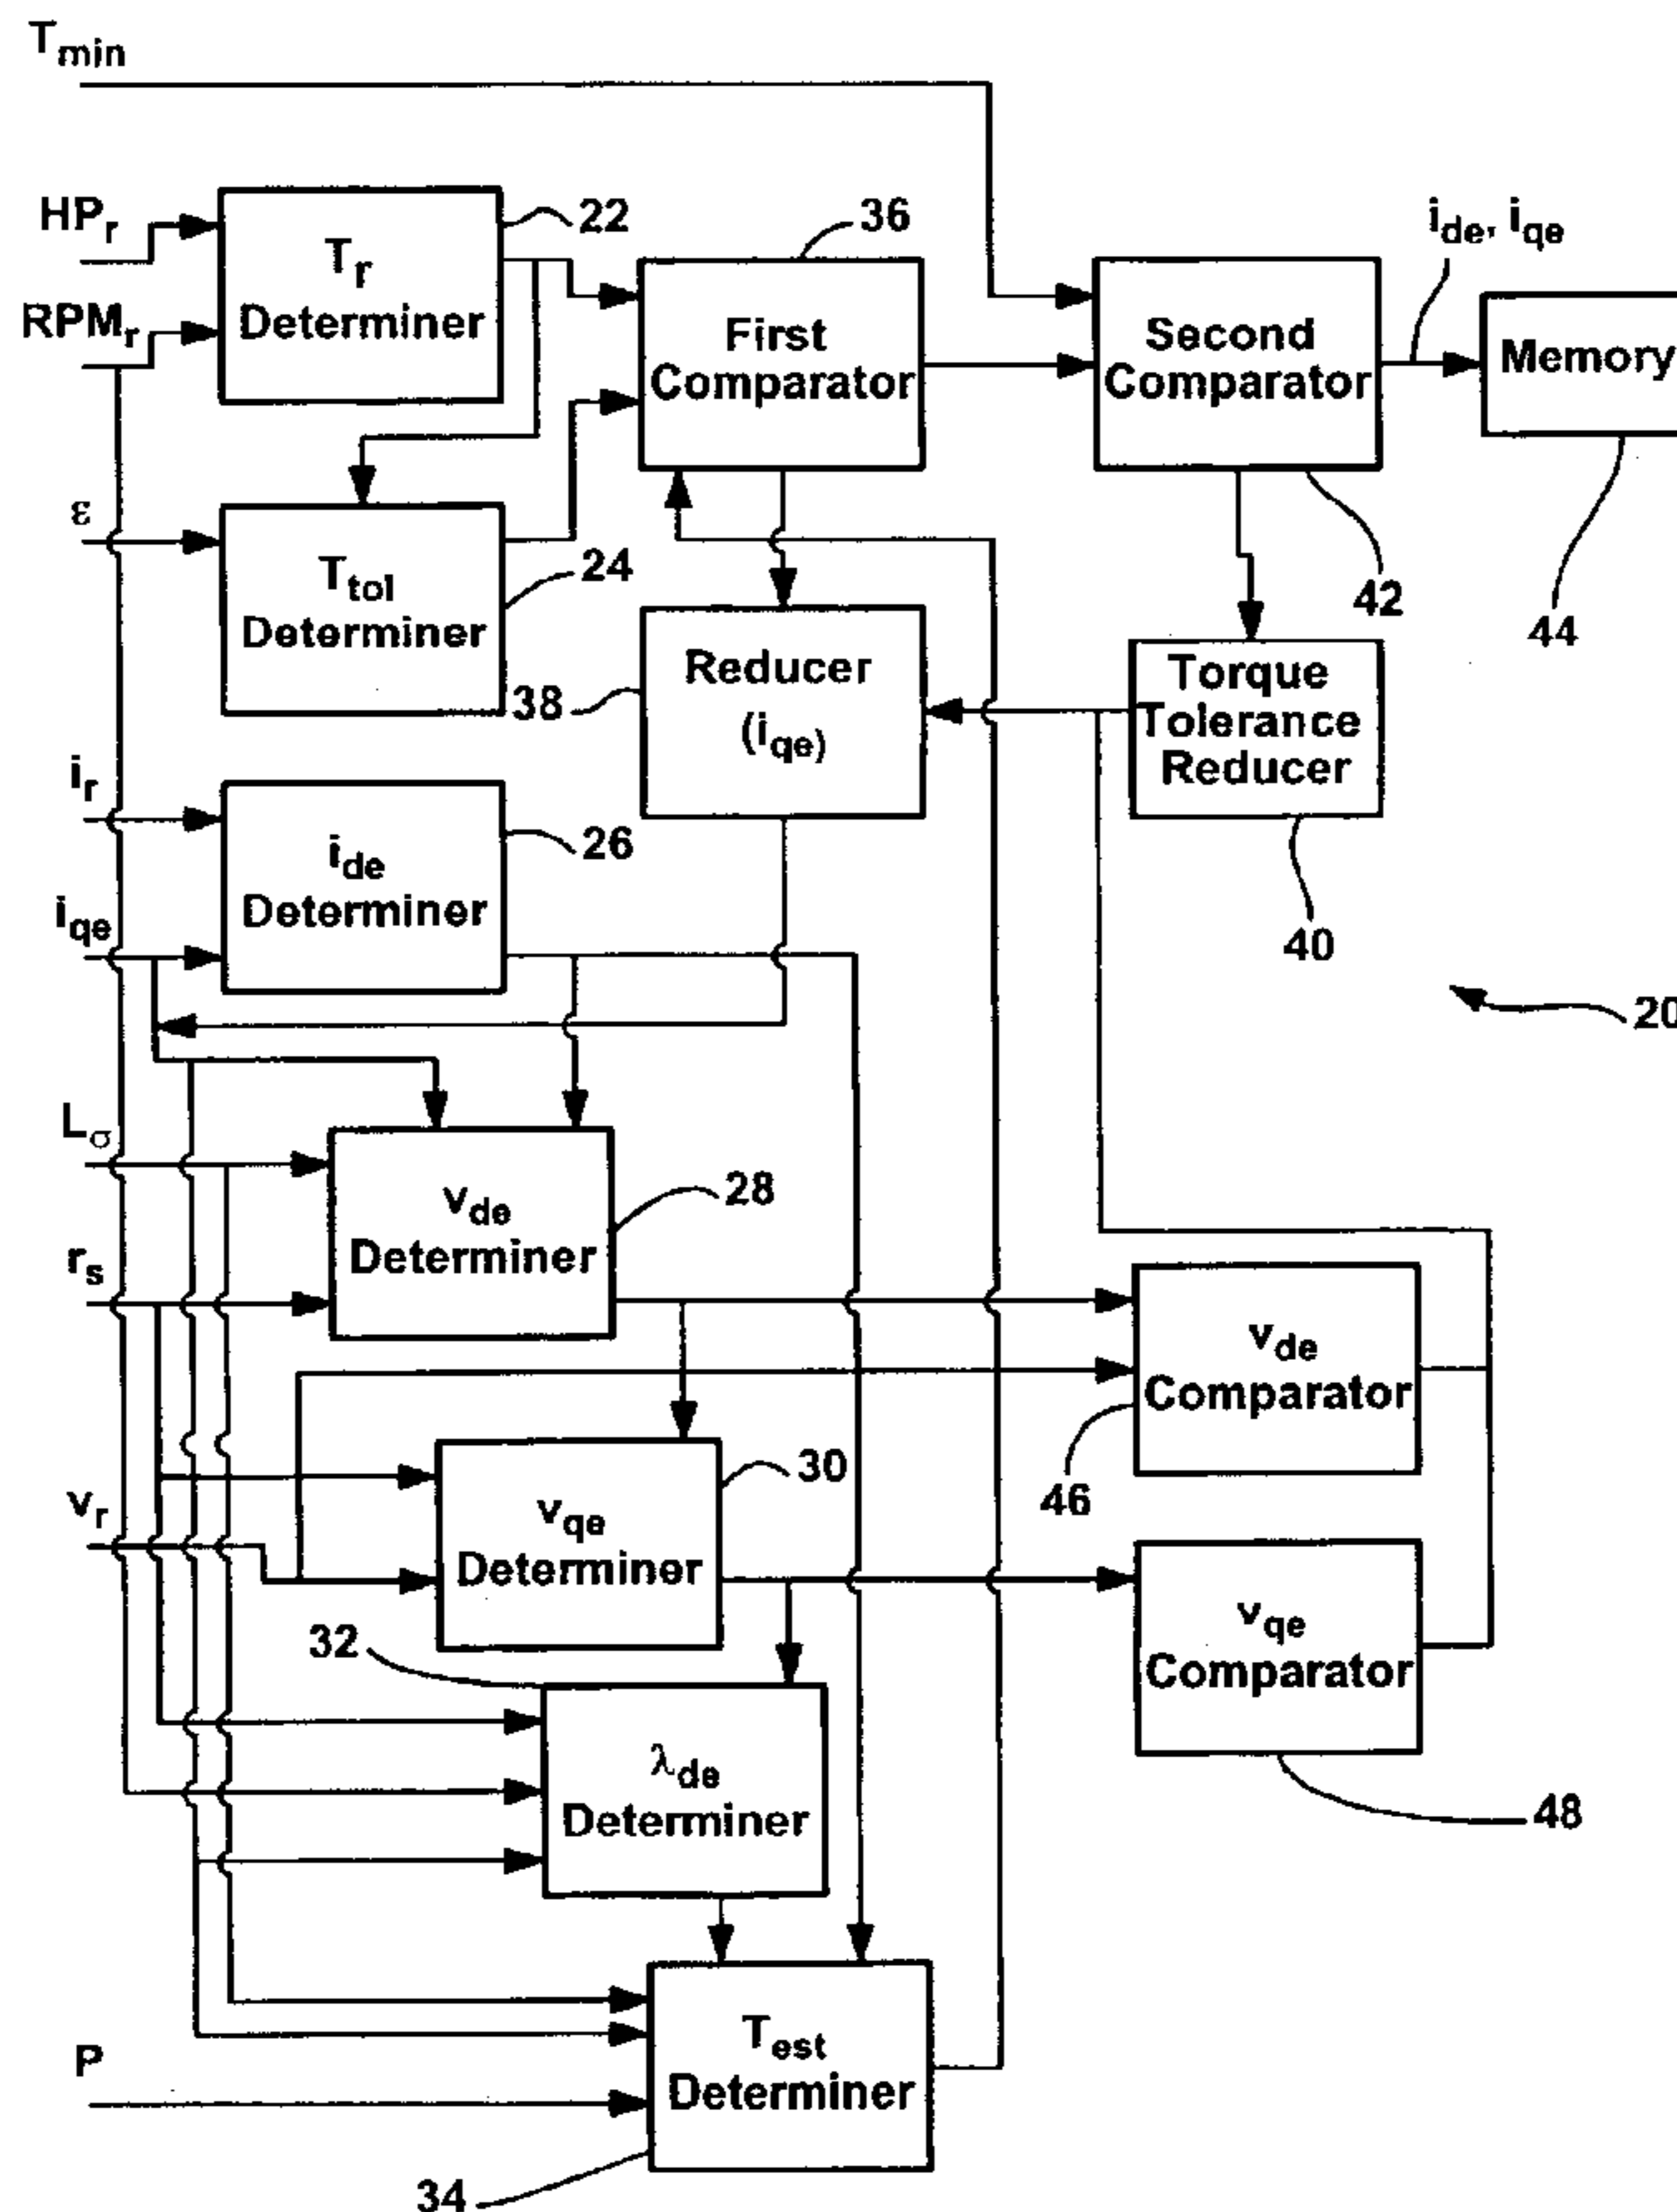 T_min
HP_r
RPM_r
T_r
Determiner
22
36
First
Comparator
Second
Comparator
i_de, i_qe
Memory
ε
T_tol
Determiner
24
38
Reducer
(i_qe)
42
44
Torque
Tolerance
Reducer
i_r
i_qe
i_de
Determiner
26
40
20
L_σ
r_s
v_de
Determiner
28
v_de
Comparator
46
v_r
v_qe
Determiner
30
v_qe
Comparator
32
λ_de
Determiner
48
P
T_est
Determiner
34